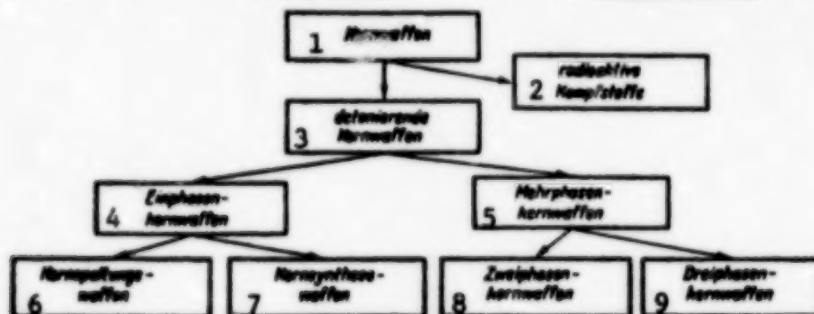 1 Kernwaffen
2 radioaktive
Kampfstoffe
3 detonierende
Kernwaffen
4 Einphasen-
kernwaffen
5 Mehrphasen-
kernwaffen
6 Kernspaltungs-
waffen
7 Kernsynthese-
waffen
8 Zweiphasen-
kernwaffen
9 Dreiphasen-
kernwaffen